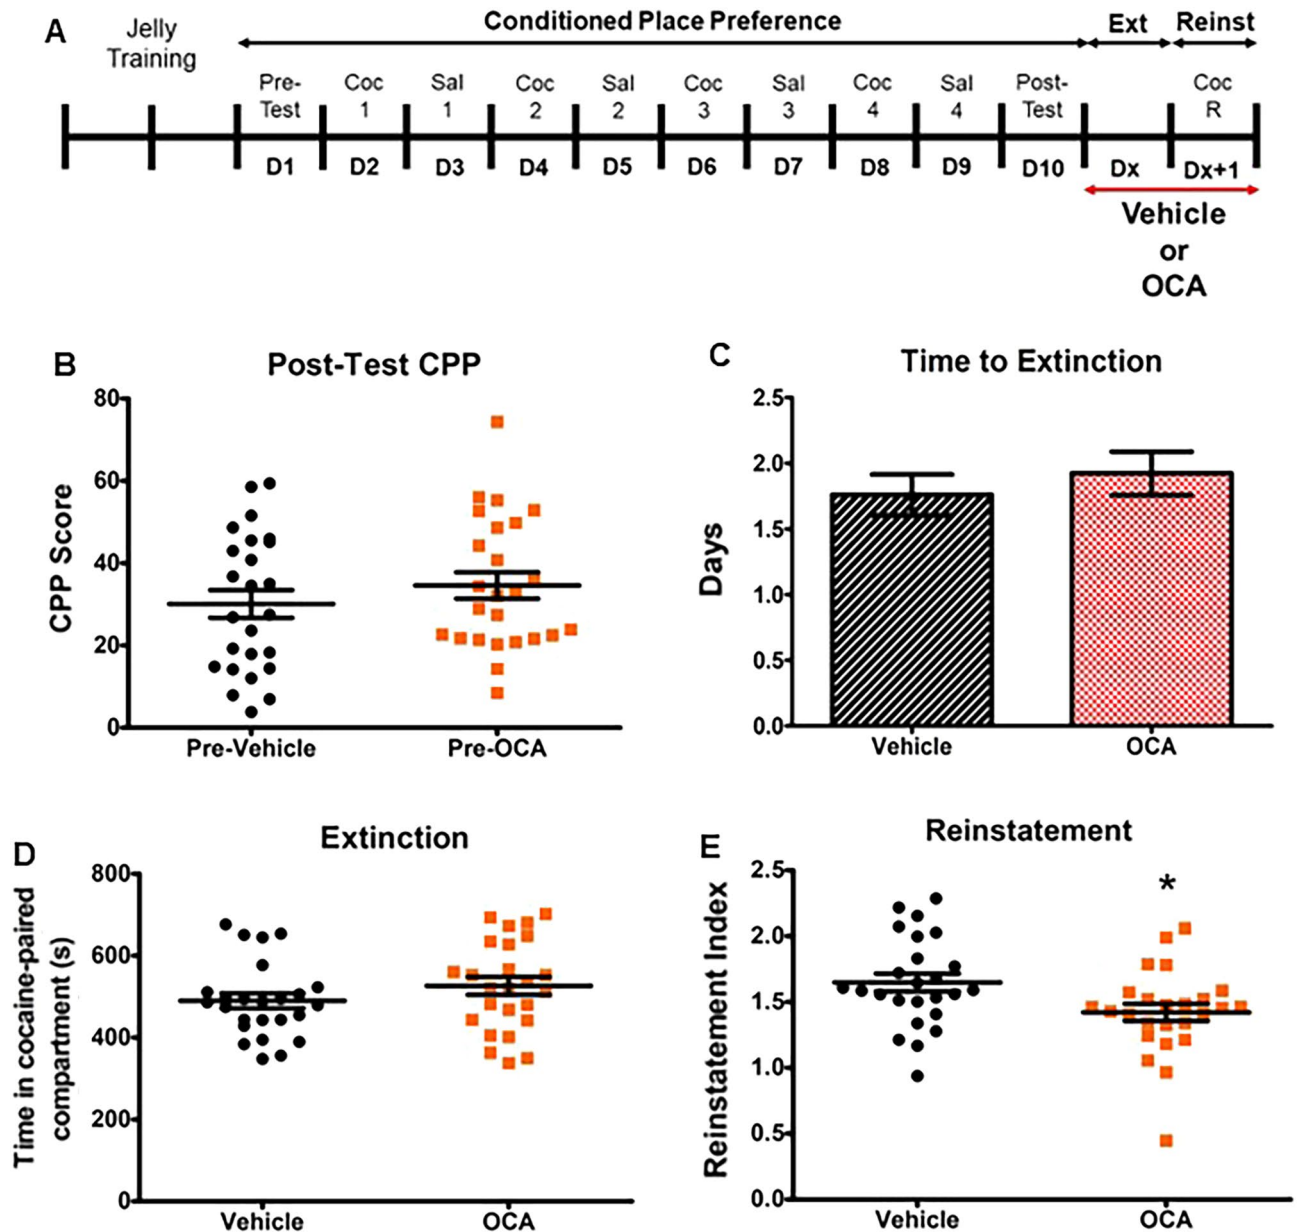 A
Jelly
Training
Conditioned Place Preference
Ext
Reinst
Pre-
Test
Coc
1
Sal
1
Coc
2
Sal
2
Coc
3
Sal
3
Coc
4
Sal
4
Post-
Test
Coc
R
D1 D2 D3 D4 D5 D6 D7 D8 D9 D10 Dx Dx+1
Vehicle
or
OCA
B
Post-Test CPP
CPP Score
80
60
40
20
0
Pre-Vehicle
Pre-OCA
C
Time to Extinction
Days
2.5
2.0
1.5
1.0
0.5
0.0
Vehicle
OCA
D
Extinction
Time in cocaine-paired
compartment (s)
800
600
400
200
0
Vehicle
OCA
E
Reinstatement
Reinstatement Index
2.5
2.0
1.5
1.0
0.5
0.0
*
Vehicle
OCA